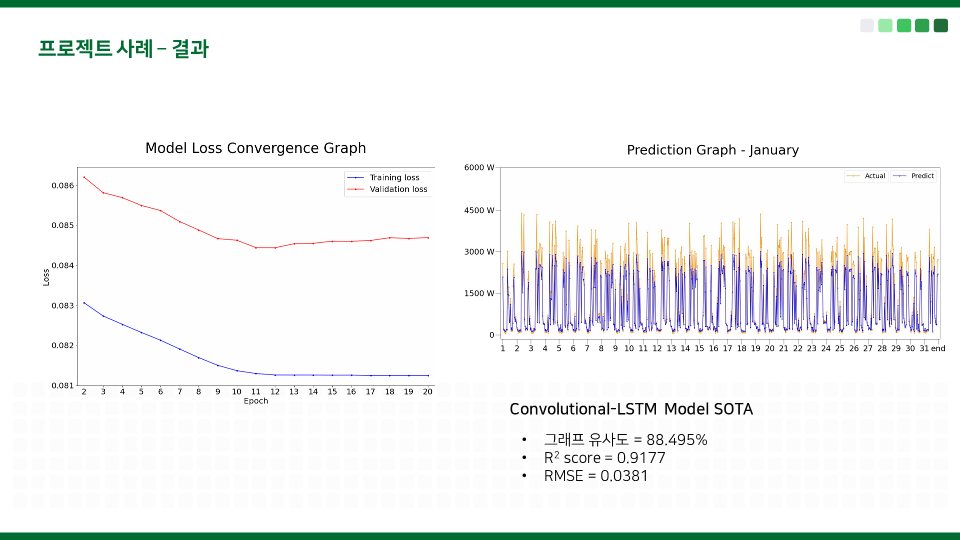 프로젝트 사례 – 결과
Model Loss Convergence Graph
Training loss
Validation loss
0.086
0.085
0.084
0.083
0.082
0.081
Loss
2 3 4 5 6 7 8 9 10 11 12 13 14 15 16 17 18 19 20
Epoch
Prediction Graph - January
Actual Predict
6000 W
4500 W
3000 W
1500 W
0
1 2 3 4 5 6 7 8 9 10 11 12 13 14 15 16 17 18 19 20 21 22 23 24 25 26 27 28 29 30 31 end
Convolutional-LSTM Model SOTA
• 그래프 유사도 = 88.495%
• R² score = 0.9177
• RMSE = 0.0381